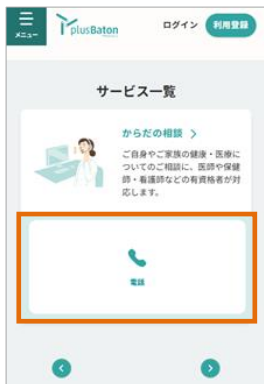 メニュー
plusBaton
ログイン
利用登録
サービス一覧
からだの相談 >
ご自身やご家族の健康・医療に
ついてのご相談に、医師や保健
師・看護師などの有資格者が対
応します。
電話